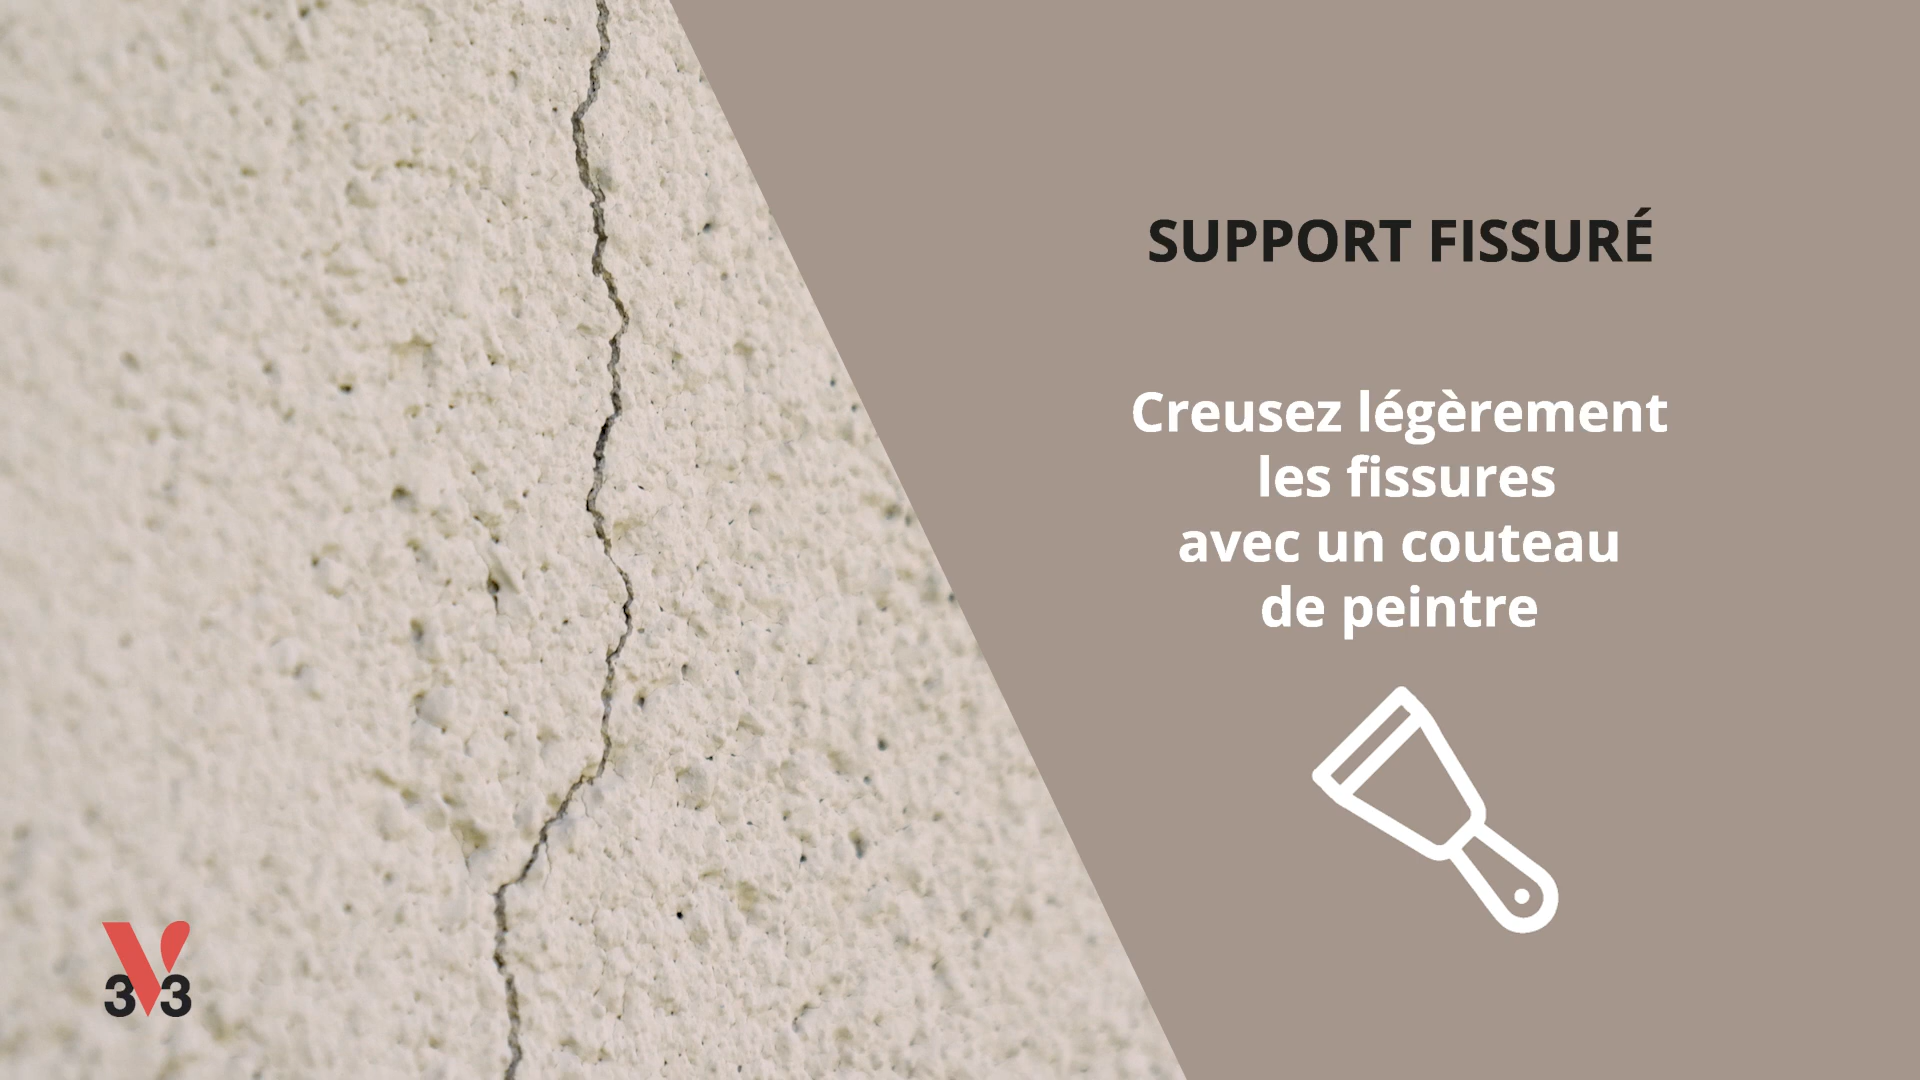 SUPPORT FISSURÉ
Creusez légèrement
les fissures
avec un couteau
de peintre
3V3